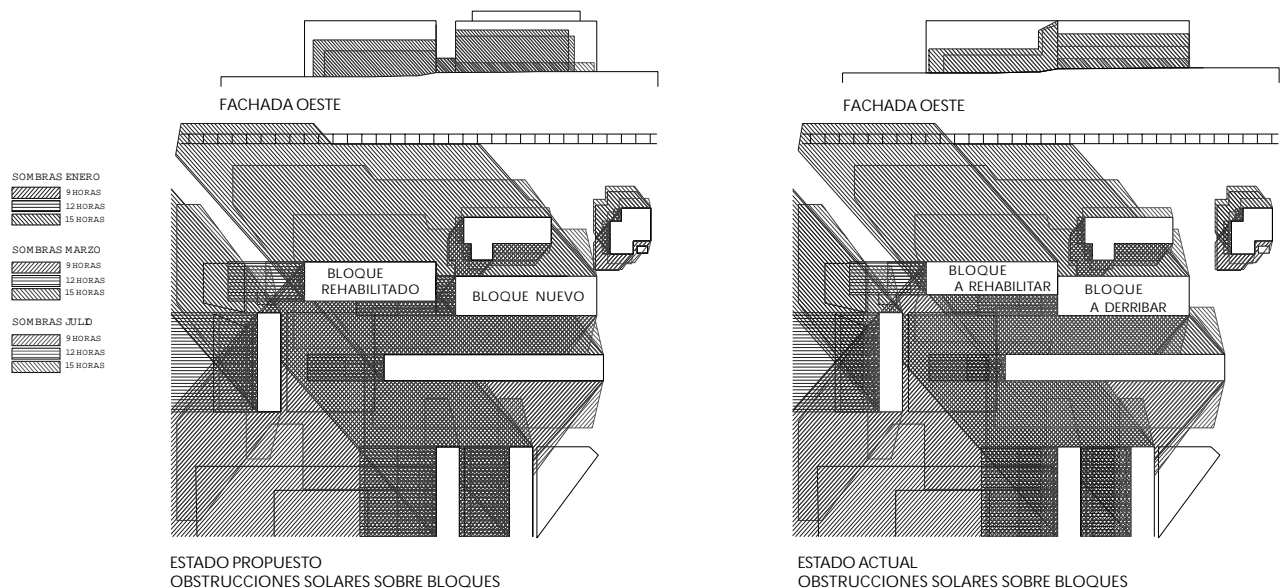 FACHADA OESTE
FACHADA OESTE
SOMBRAS ENERO
9 HORAS
12 HORAS
15 HORAS
SOMBRAS MARZO
9 HORAS
12 HORAS
15 HORAS
SOMBRAS JULIO
9 HORAS
12 HORAS
15 HORAS
BLOQUE
REHABILITADO
BLOQUE NUEVO
BLOQUE
A REHABILITAR
BLOQUE
A DERRIBAR
ESTADO PROPUESTO
OBSTRUCCIONES SOLARES SOBRE BLOQUES
ESTADO ACTUAL
OBSTRUCCIONES SOLARES SOBRE BLOQUES